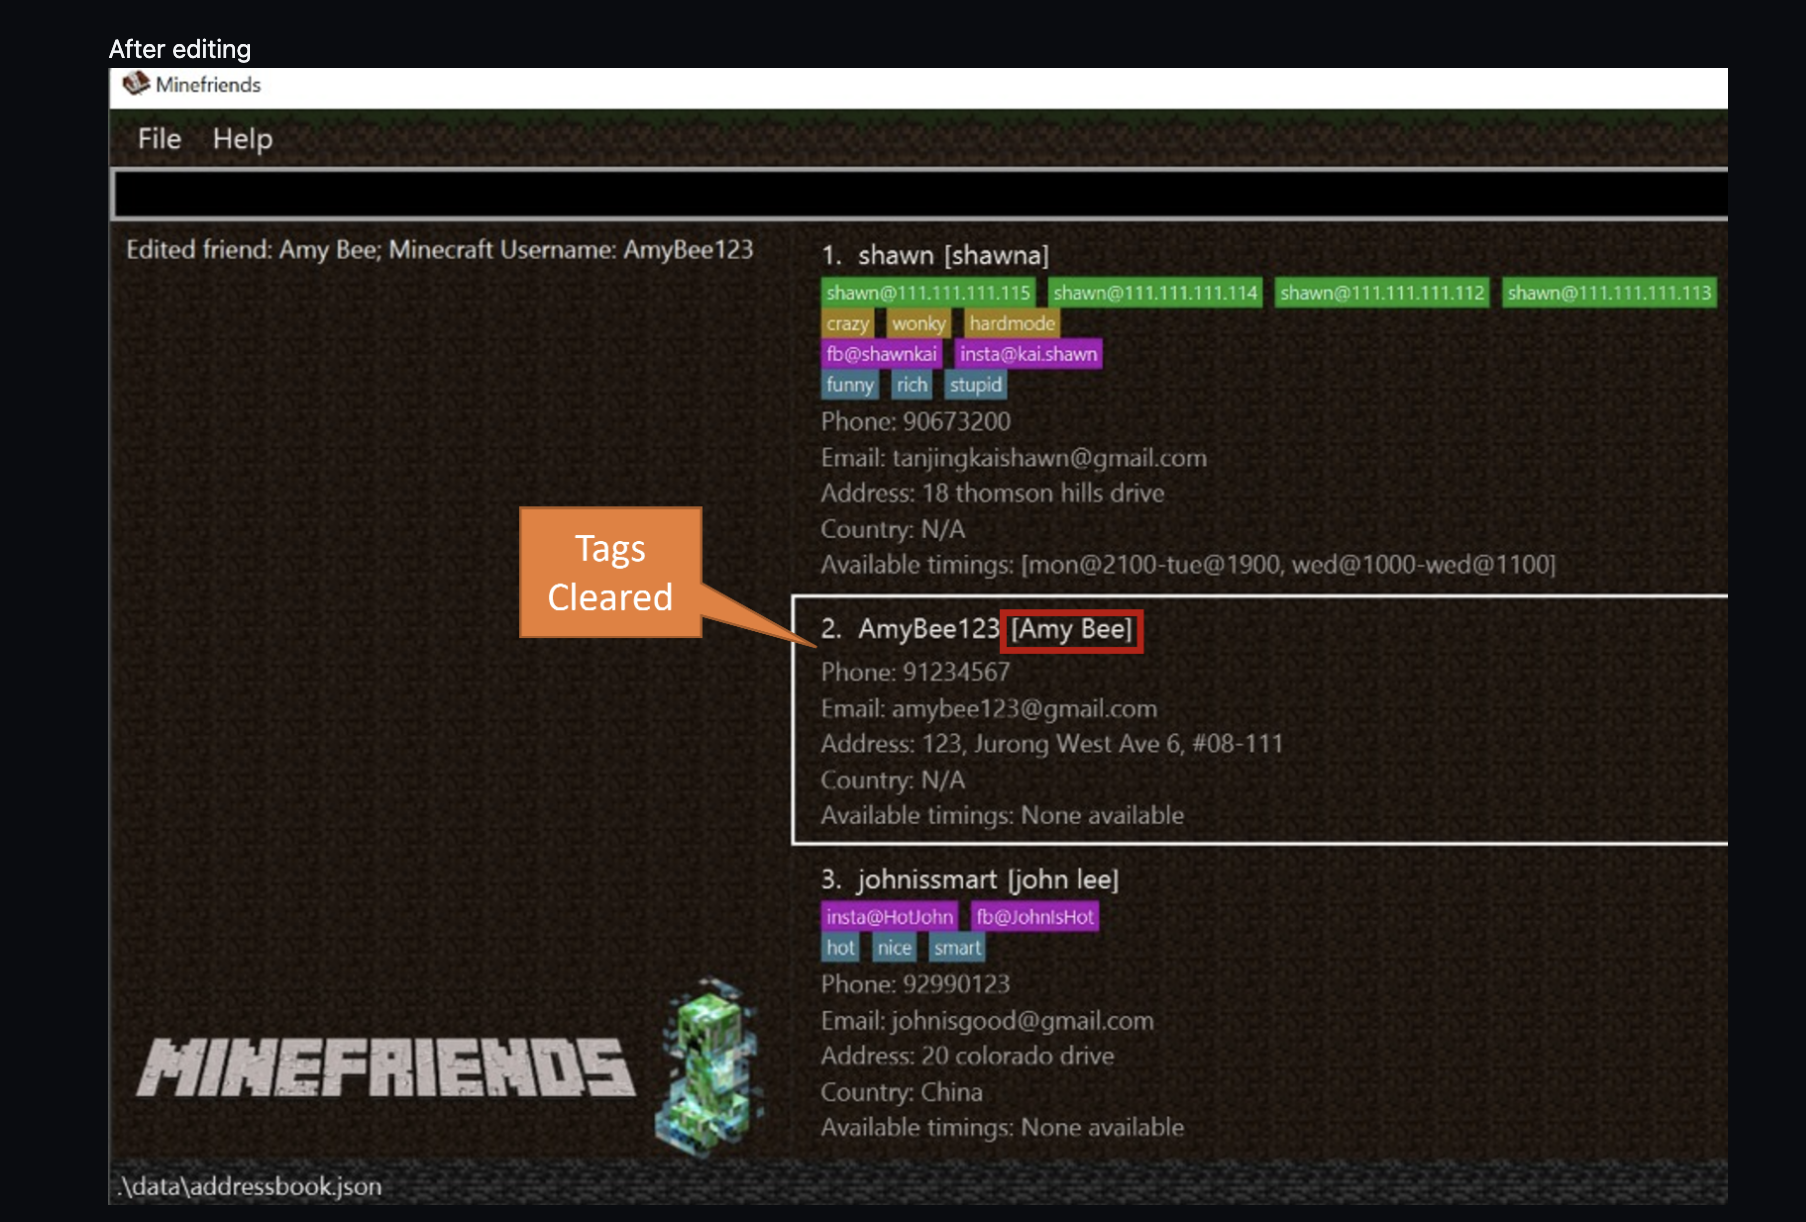 After editing
Minefriends
File Help
Edited friend: Amy Bee; Minecraft Username: AmyBee123
1. shawn [shawna]
shawn@111.111.111.115 shawn@111.111.111.114 shawn@111.111.111.112 shawn@111.111.111.113
crazy wonky hardmode
fb@shawnkai insta@kai.shawn
funny rich stupid
Phone: 90673200
Email: tanjingkaishawn@gmail.com
Address: 18 thomson hills drive
Country: N/A
Available timings: [mon@2100-tue@1900, wed@1000-wed@1100]
Tags
Cleared
2. AmyBee123 [Amy Bee]
Phone: 91234567
Email: amybee123@gmail.com
Address: 123, Jurong West Ave 6, #08-111
Country: N/A
Available timings: None available
3. johnissmart [john lee]
insta@HotJohn fb@JohnIsHot
hot nice smart
Phone: 92990123
Email: johnisgood@gmail.com
Address: 20 colorado drive
Country: China
Available timings: None available
MINEFRIENDS
.\data\addressbook.json